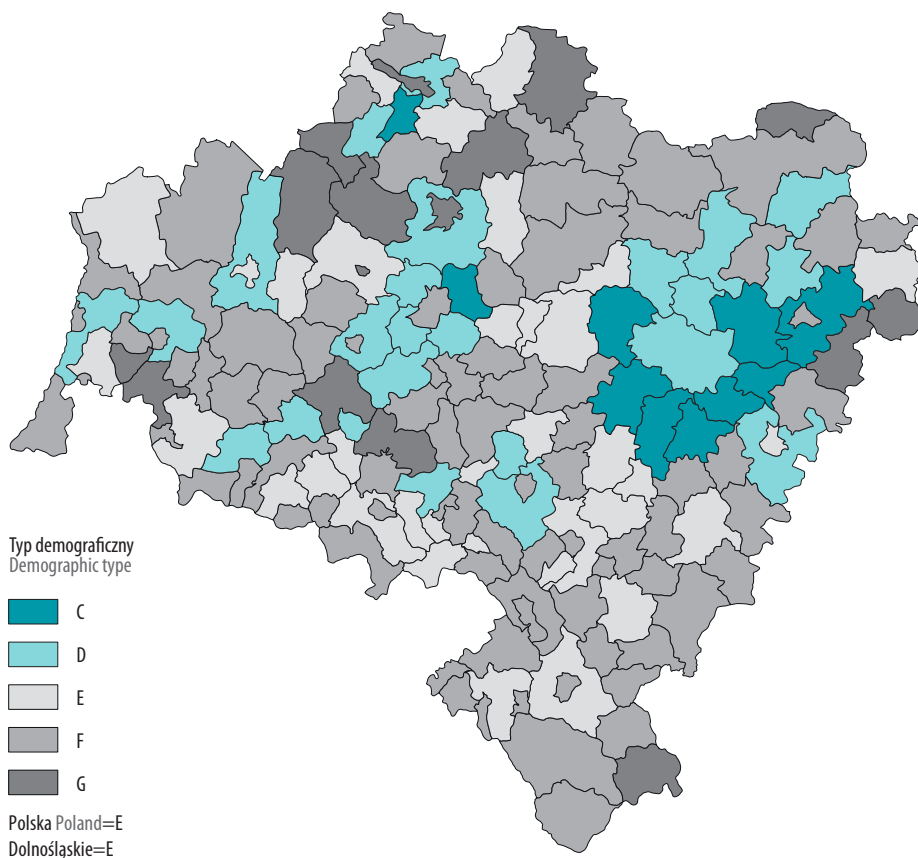 Typ demograficzny
Demographic type
C
D
E
F
G
Polska Poland=E
Dolnośląskie=E